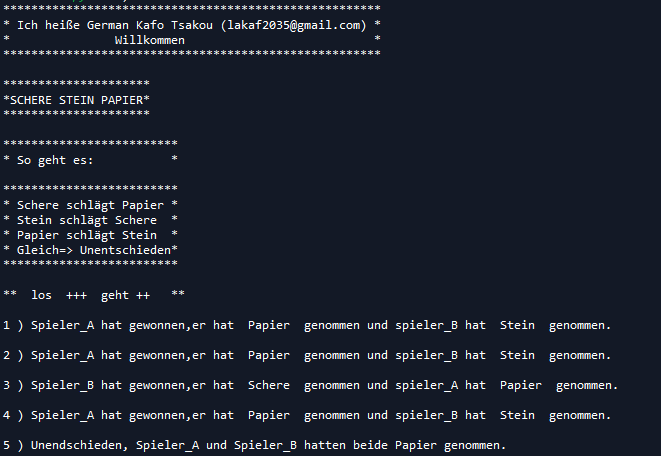 ******************************************************
* Ich heiße German Kafo Tsakou (lakaf2035@gmail.com) *
*               Willkommen                           *
******************************************************
*********************
*SCHERE STEIN PAPIER*
*********************
*************************
* So geht es:           *
*************************
* Schere schlägt Papier *
* Stein schlägt Schere  *
* Papier schlägt Stein  *
* Gleich=> Unentschieden*
*************************
**  los  +++  geht ++   **
1 ) Spieler_A hat gewonnen,er hat  Papier  genommen und spieler_B hat  Stein  genommen.
2 ) Spieler_A hat gewonnen,er hat  Papier  genommen und spieler_B hat  Stein  genommen.
3 ) Spieler_B hat gewonnen,er hat  Schere  genommen und spieler_A hat  Papier  genommen.
4 ) Spieler_A hat gewonnen,er hat  Papier  genommen und spieler_B hat  Stein  genommen.
5 ) Unendschieden, Spieler_A und Spieler_B hatten beide Papier genommen.